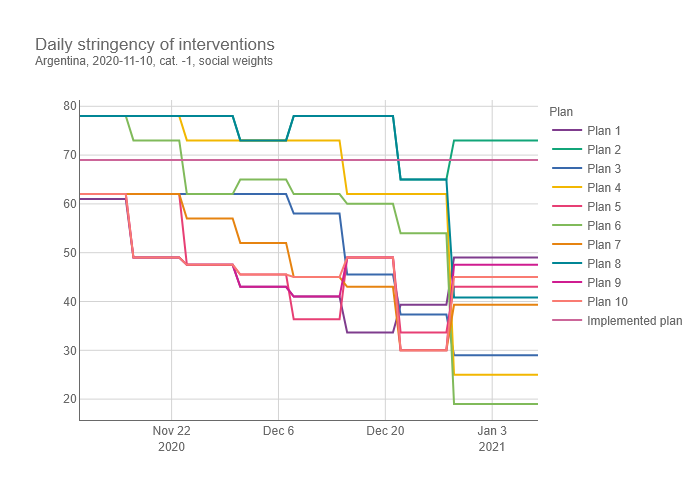 Daily stringency of interventions
Argentina, 2020-11-10, cat. -1, social weights
80
70
60
50
40
30
20
Nov 22
2020
Dec 6
Dec 20
Jan 3
2021
Plan
Plan 1
Plan 2
Plan 3
Plan 4
Plan 5
Plan 6
Plan 7
Plan 8
Plan 9
Plan 10
Implemented plan